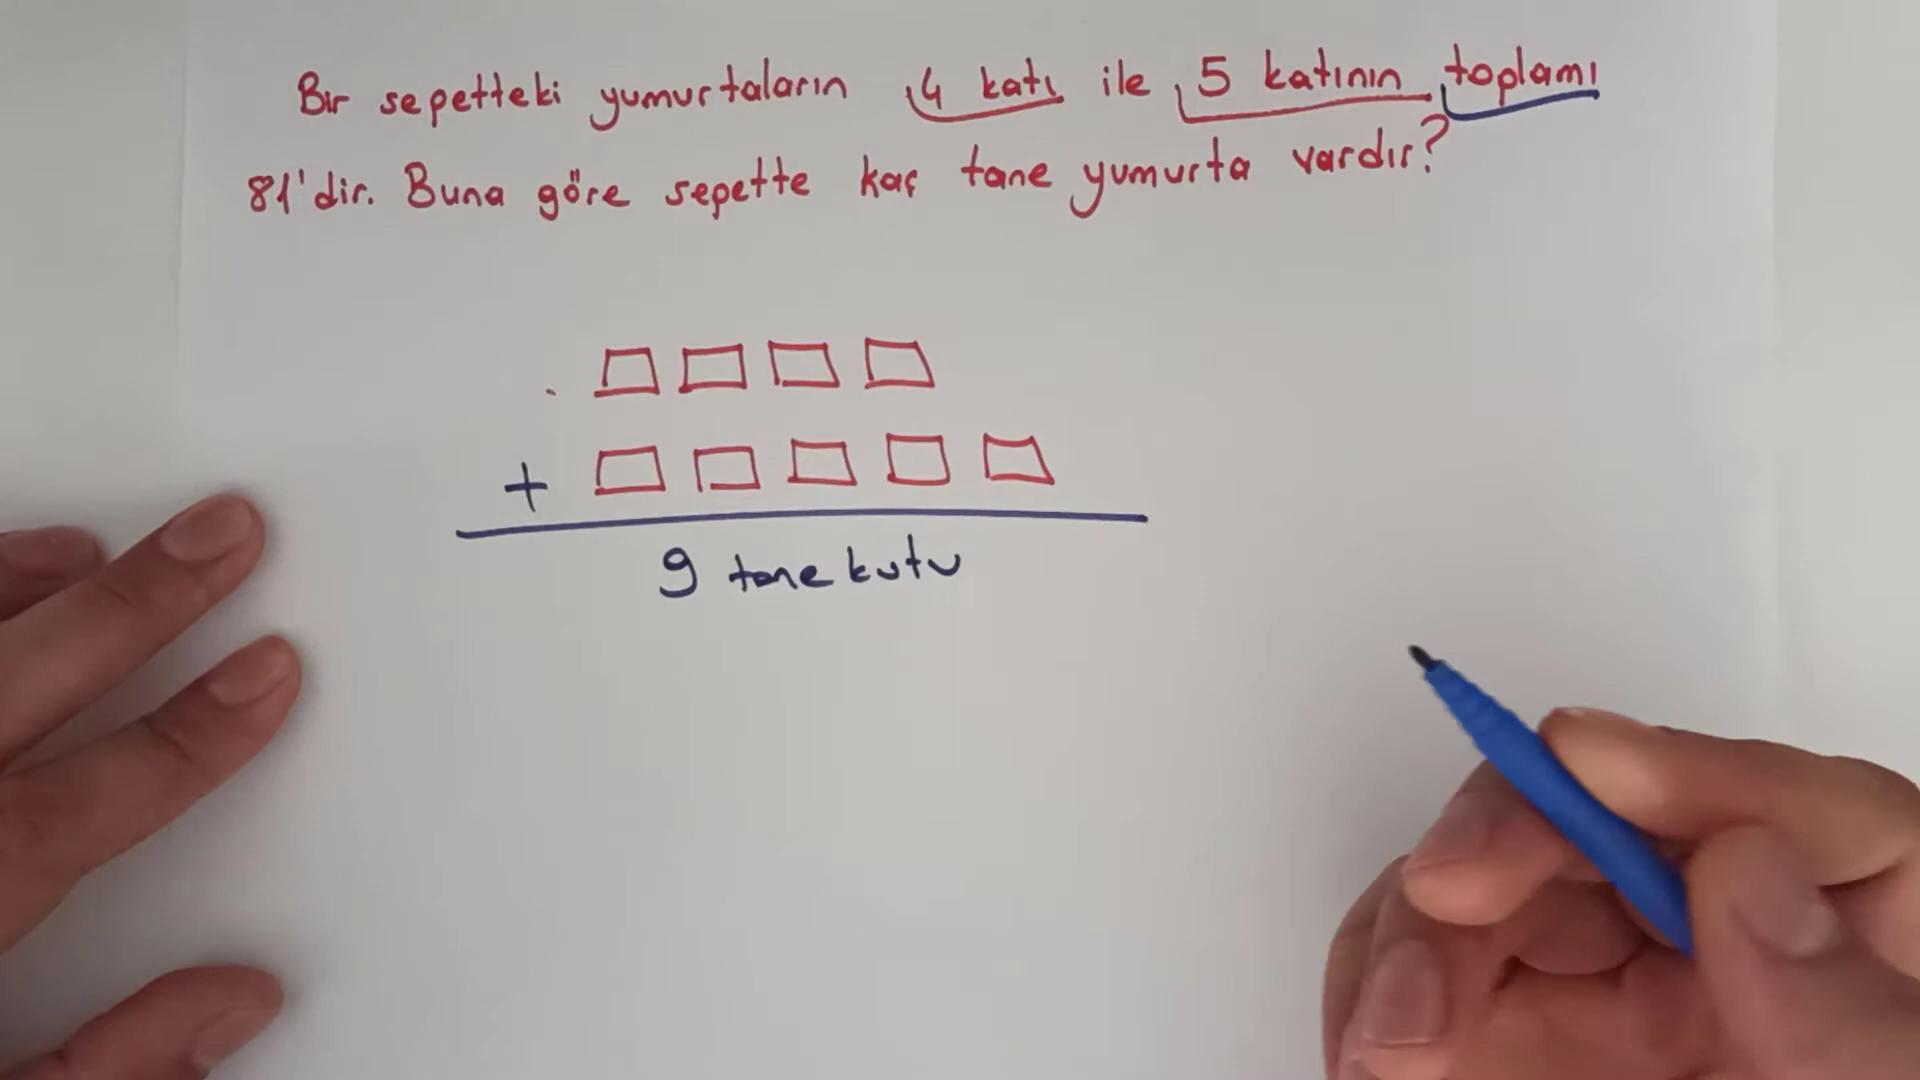 Bir sepetteki yumurtaların 4 katı ile 5 katının toplamı
81'dir. Buna göre sepette kaç tane yumurta vardır?
+
9 tane kutu